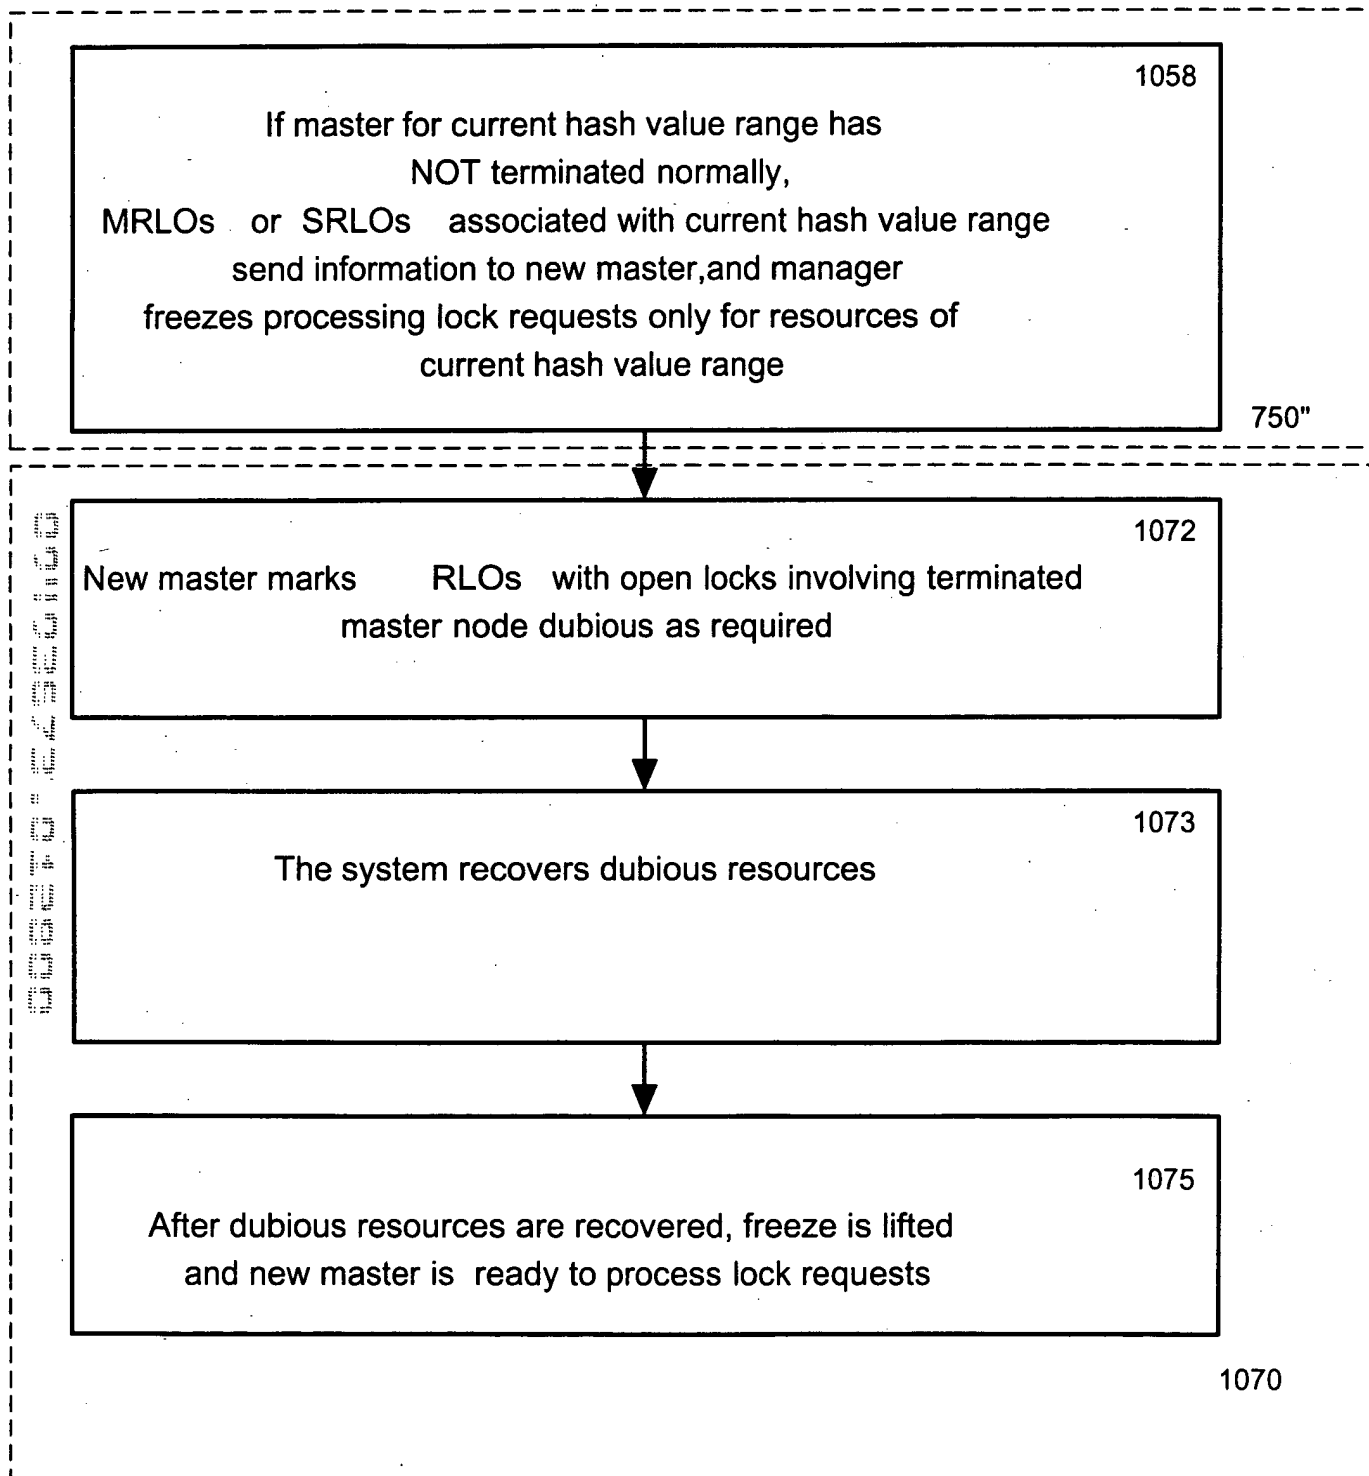 1058
If master for current hash value range has
NOT terminated normally,
MRLOs or SRLOs associated with current hash value range
send information to new master,and manager
freezes processing lock requests only for resources of
current hash value range
750"
1072
New master marks RLOs with open locks involving terminated
master node dubious as required
1073
The system recovers dubious resources
1075
After dubious resources are recovered, freeze is lifted
and new master is ready to process lock requests
1070